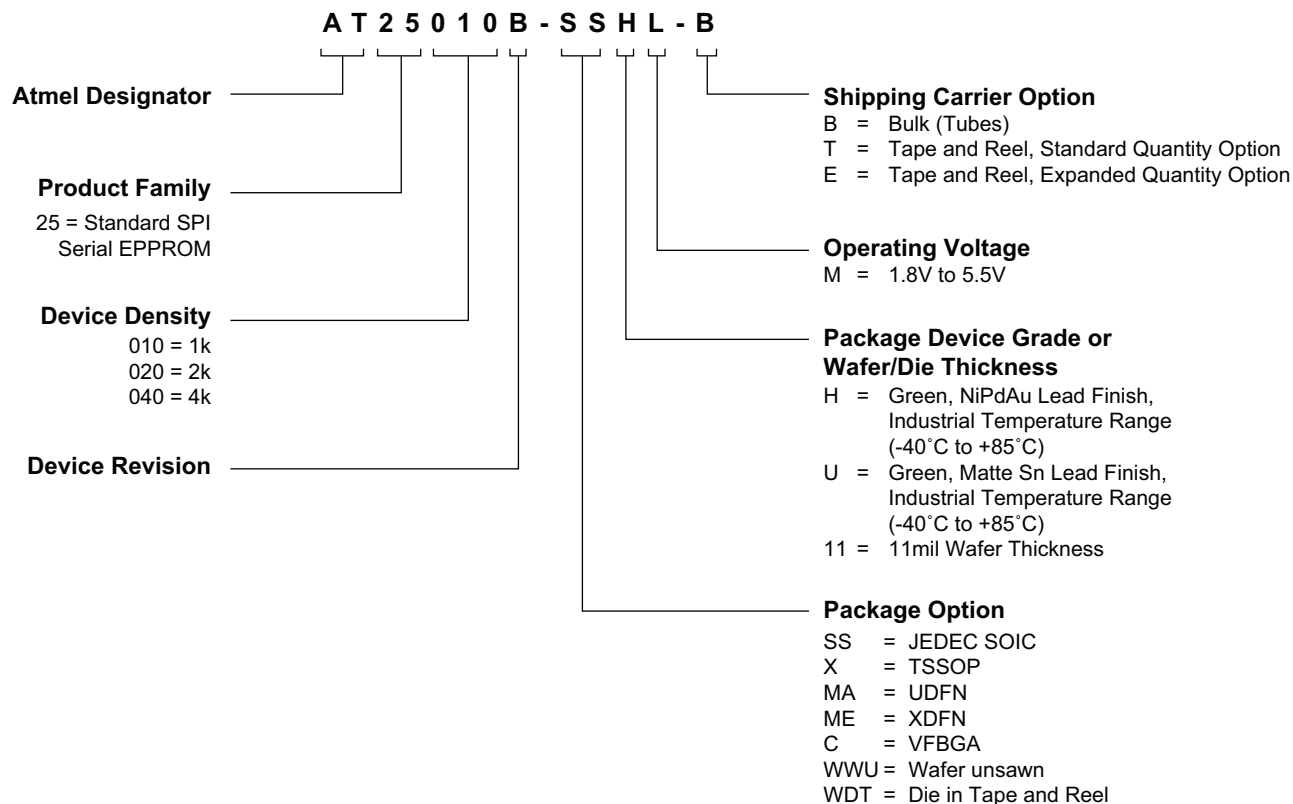 AT25010B-SSHL-B
Atmel Designator
Product Family
25 = Standard SPI
Serial EPPROM
Device Density
010 = 1k
020 = 2k
040 = 4k
Device Revision
Shipping Carrier Option
B = Bulk (Tubes)
T = Tape and Reel, Standard Quantity Option
E = Tape and Reel, Expanded Quantity Option
Operating Voltage
M = 1.8V to 5.5V
Package Device Grade or
Wafer/Die Thickness
H = Green, NiPdAu Lead Finish,
Industrial Temperature Range
(-40˚C to +85˚C)
U = Green, Matte Sn Lead Finish,
Industrial Temperature Range
(-40˚C to +85˚C)
11 = 11mil Wafer Thickness
Package Option
SS = JEDEC SOIC
X = TSSOP
MA = UDFN
ME = XDFN
C = VFBGA
WWU = Wafer unsawn
WDT = Die in Tape and Reel